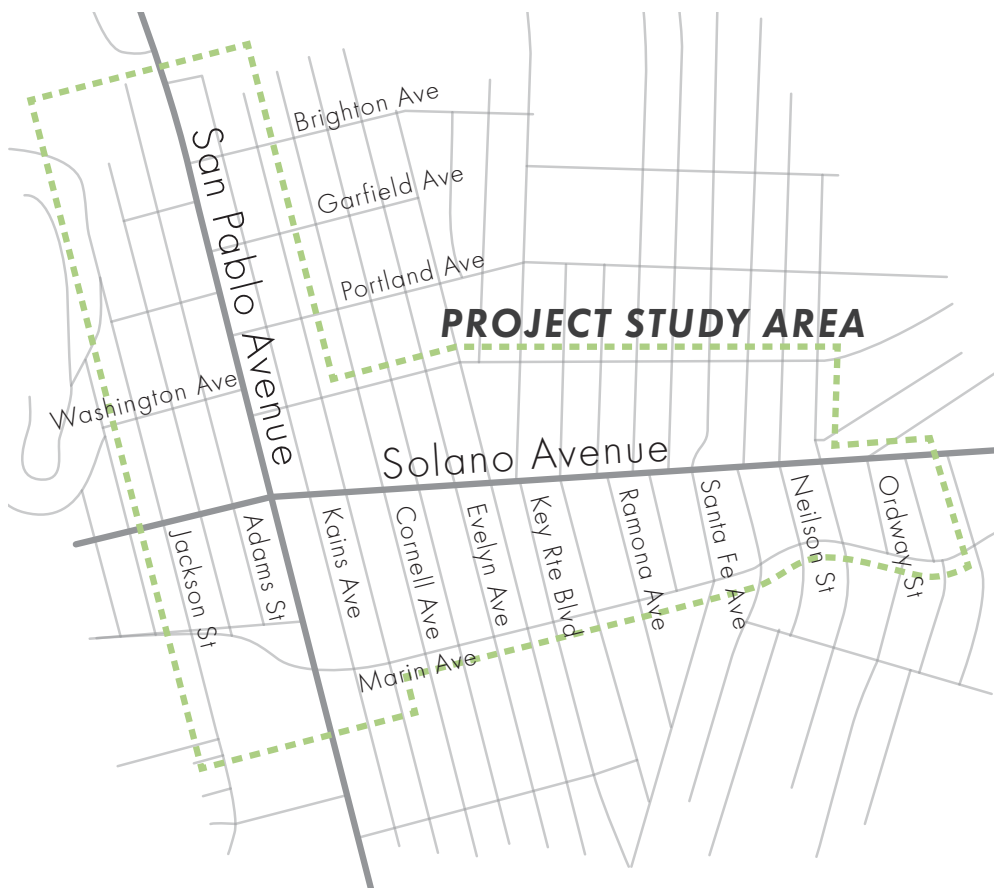 Brighton Ave
San Pablo Avenue
Garfield Ave
Portland Ave
PROJECT STUDY AREA
Washington Ave
Solano Avenue
Jackson St
Adams St
Kains Ave
Cornell Ave
Evelyn Ave
Key Rte Blvd
Ramona Ave
Santa Fe Ave
Neilson St
Ordway St
Marin Ave